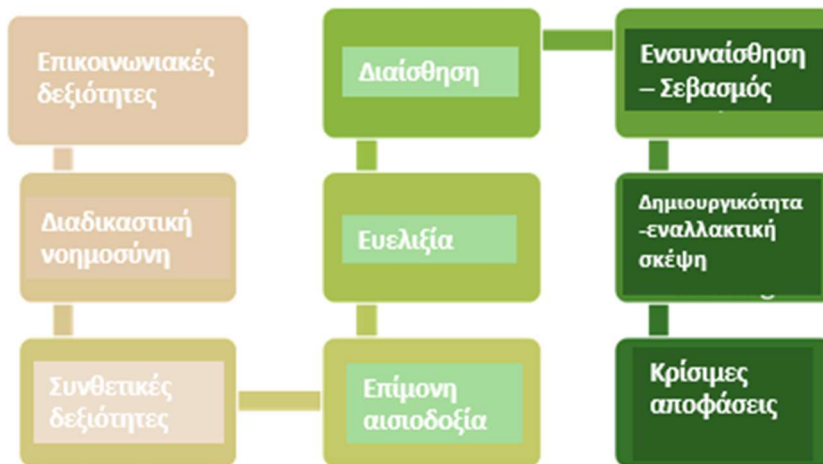 Επικοινωνιακές
δεξιότητες
Διαδικαστική
νοημοσύνη
Συνθετικές
δεξιότητες
Επίμονη
αισιοδοξία
Ευελιξία
Διαίσθηση
Ενσυναίσθηση
– Σεβασμός
Δημιουργικότητα
-εναλλακτική
σκέψη
Κρίσιμες
αποφάσεις